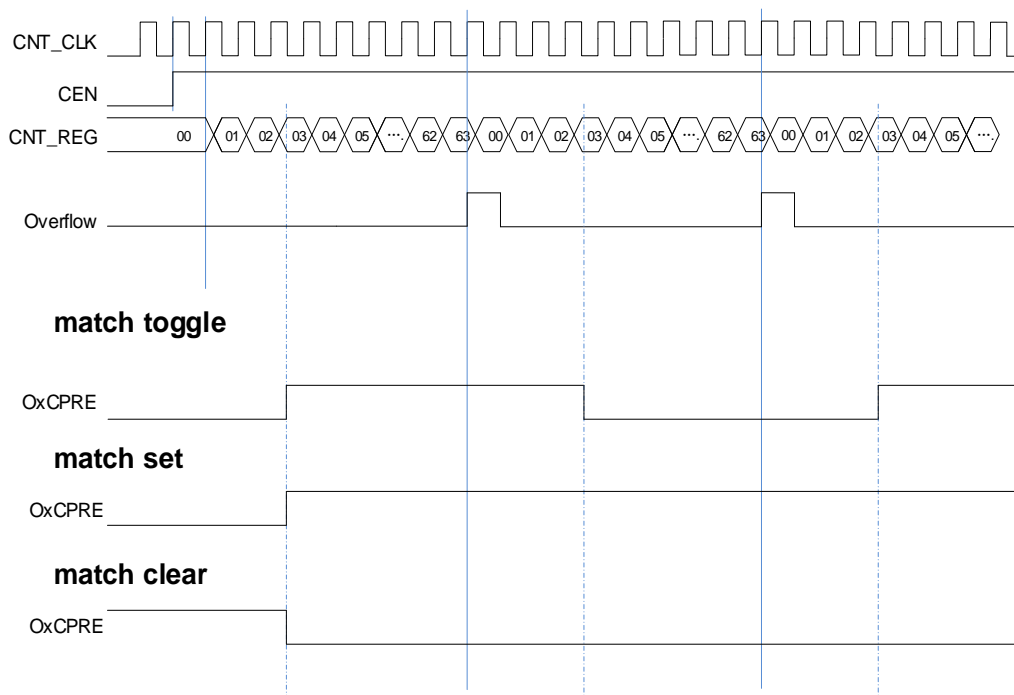 CNT_CLK
CEN
CNT_REG 00 01 02 03 04 05 ···. 62 63 00 01 02 03 04 05 ···. 62 63 00 01 02 03 04 05 ···.
Overflow
match toggle
OxCPRE
match set
OxCPRE
match clear
OxCPRE